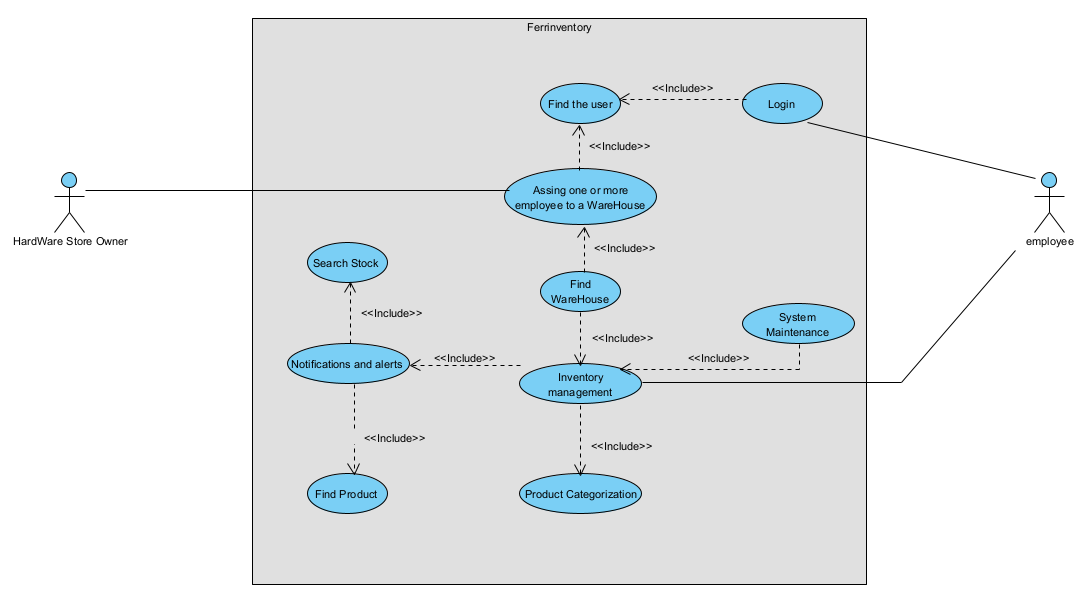 Ferrinventory
<<Include>>
Find the user
Login
<<Include>>
Assing one or more
employee to a WareHouse
HardWare Store Owner
employee
<<Include>>
Search Stock
Find
WareHouse
<<Include>>
System
Maintenance
<<Include>>
Notifications and alerts
<<Include>>
<<Include>>
Inventory
management
<<Include>>
<<Include>>
Find Product
Product Categorization